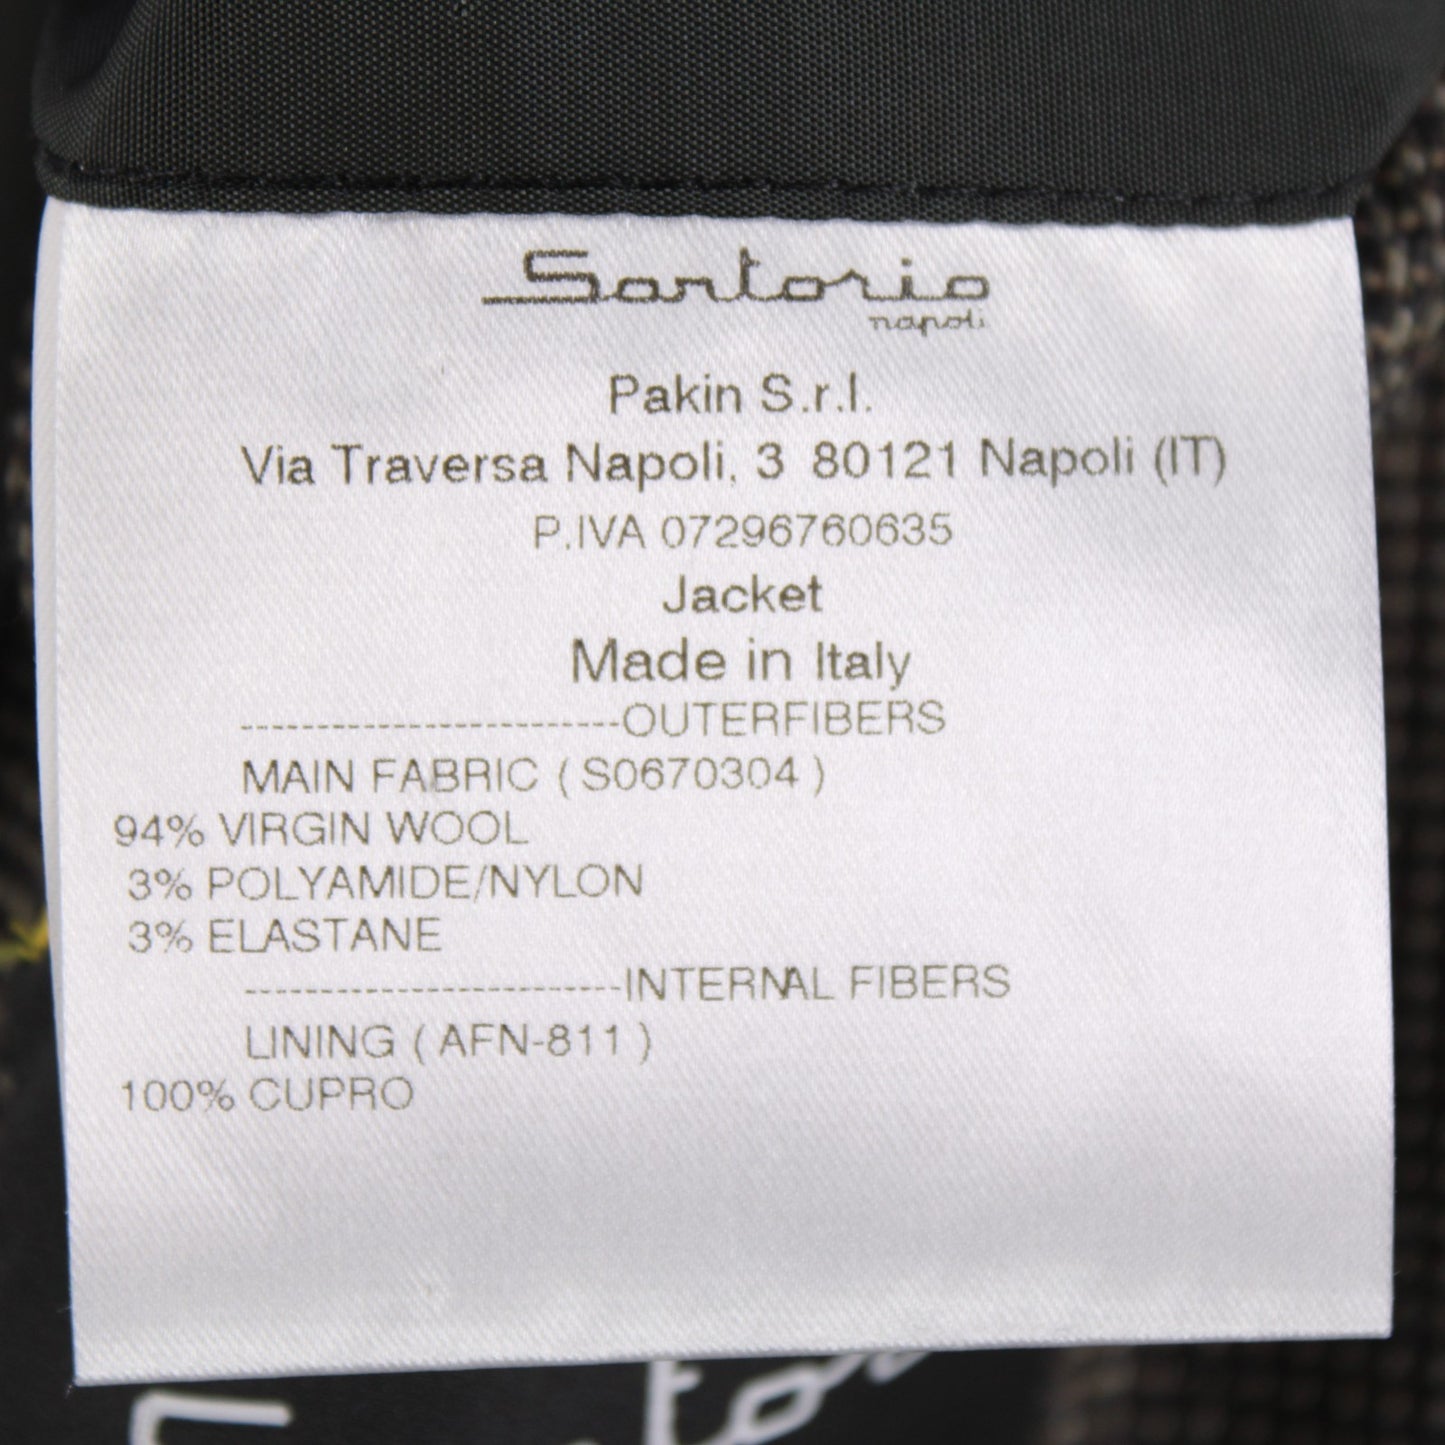 Sartorio
napoli
Pakin S.r.l.
Via Traversa Napoli, 3 80121 Napoli (IT)
P.IVA 07296760635
Jacket
Made in Italy
-------------------------OUTERFIBERS
MAIN FABRIC ( S0670304 )
94% VIRGIN WOOL
3% POLYAMIDE/NYLON
3% ELASTANE
-------------------------INTERNAL FIBERS
LINING ( AFN-811 )
100% CUPRO